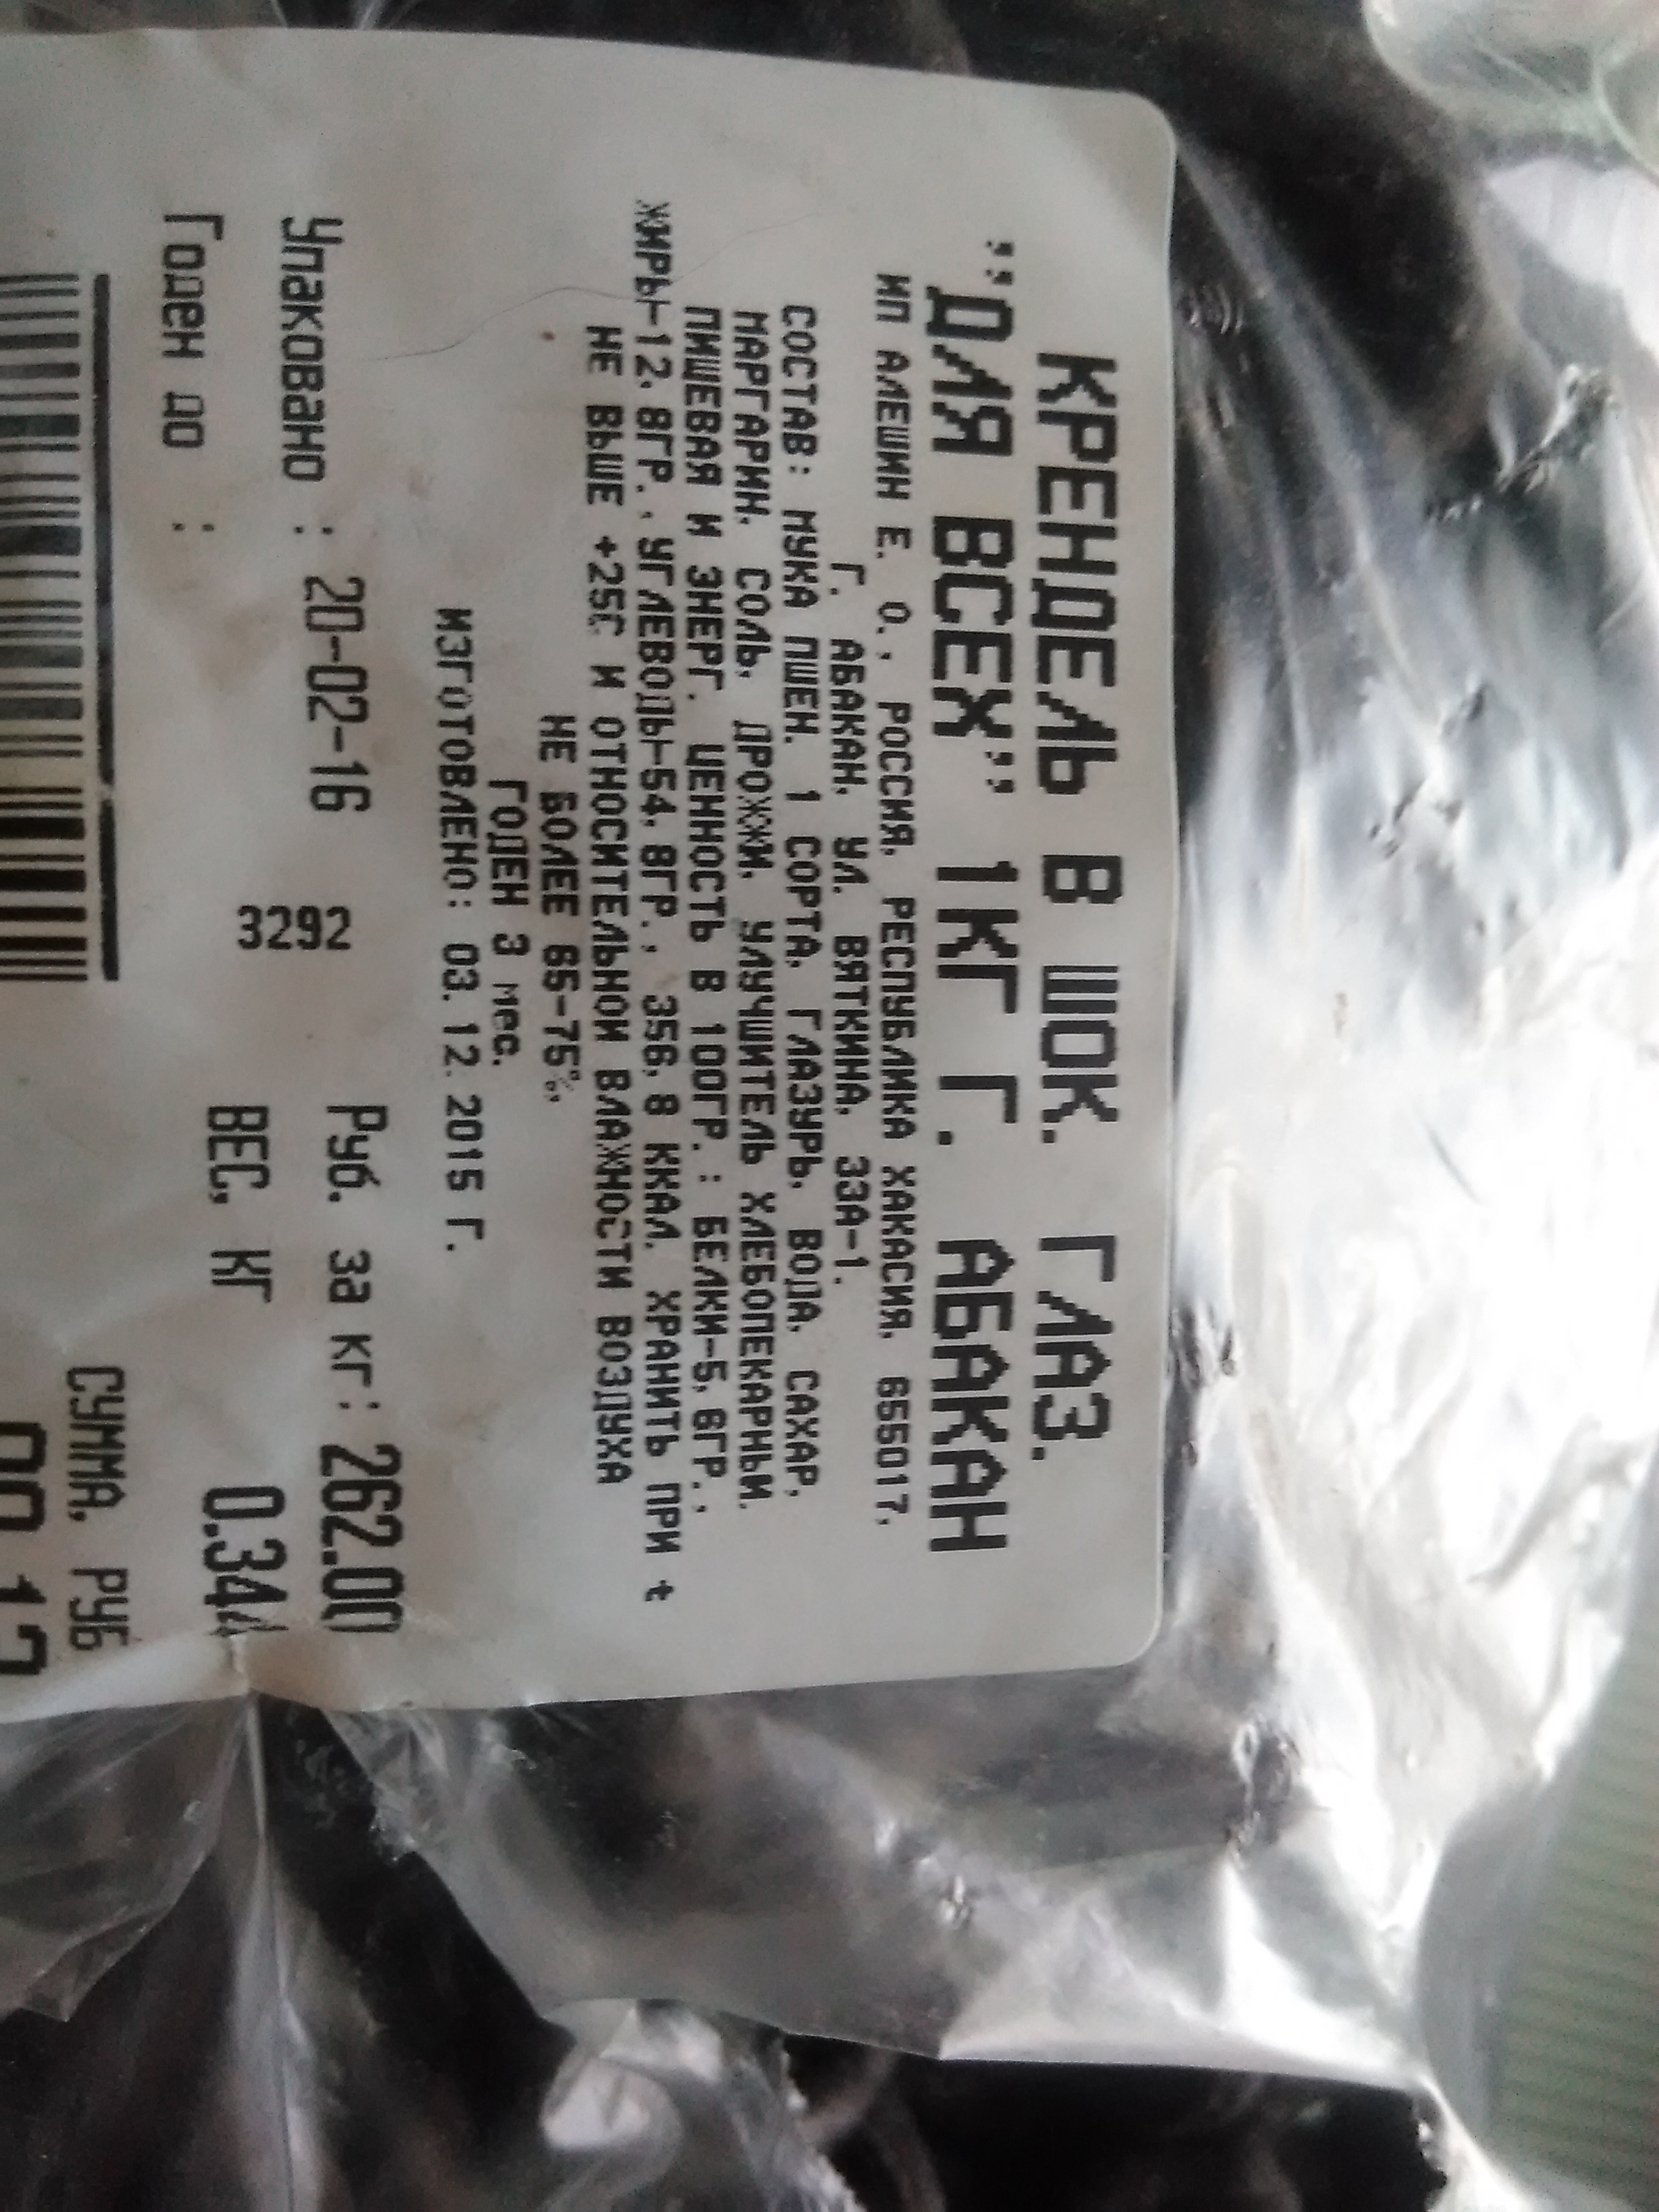 КРЕНДЕЛЬ В ШОК. ГЛАЗ.
""ДЛЯ ВСЕХ"" 1КГ Г. АБАКАН
ИП АЛЕШИН Е. О., РОССИЯ, РЕСПУБЛИКА ХАКАСИЯ, 655017,
Г. АБАКАН, УЛ. ВЯТКИНА, 33А-1.
СОСТАВ: МУКА ПШЕН. 1 СОРТА, ГЛАЗУРЬ, ВОДА, САХАР,
МАРГАРИН, СОЛЬ, ДРОЖЖИ, УЛУЧШИТЕЛЬ ХЛЕБОПЕКАРНЫЙ.
ПИЩЕВАЯ И ЭНЕРГ. ЦЕННОСТЬ В 100ГР.: БЕЛКИ-5,6ГР.,
ЖИРЫ-12,8ГР., УГЛЕВОДЫ-54,8ГР., 356,8 ККАЛ. ХРАНИТЬ ПРИ t
НЕ ВЫШЕ +25С И ОТНОСИТЕЛЬНОЙ ВЛАЖНОСТИ ВОЗДУХА
НЕ БОЛЕЕ 65-75%.
ГОДЕН 3 мес.
ИЗГОТОВЛЕНО: 03.12.2015 Г.
Упаковано : 20-02-16 Руб. за кг: 262.00
3292
Годен до : ВЕС, КГ 0.344
СУММА, РУБ